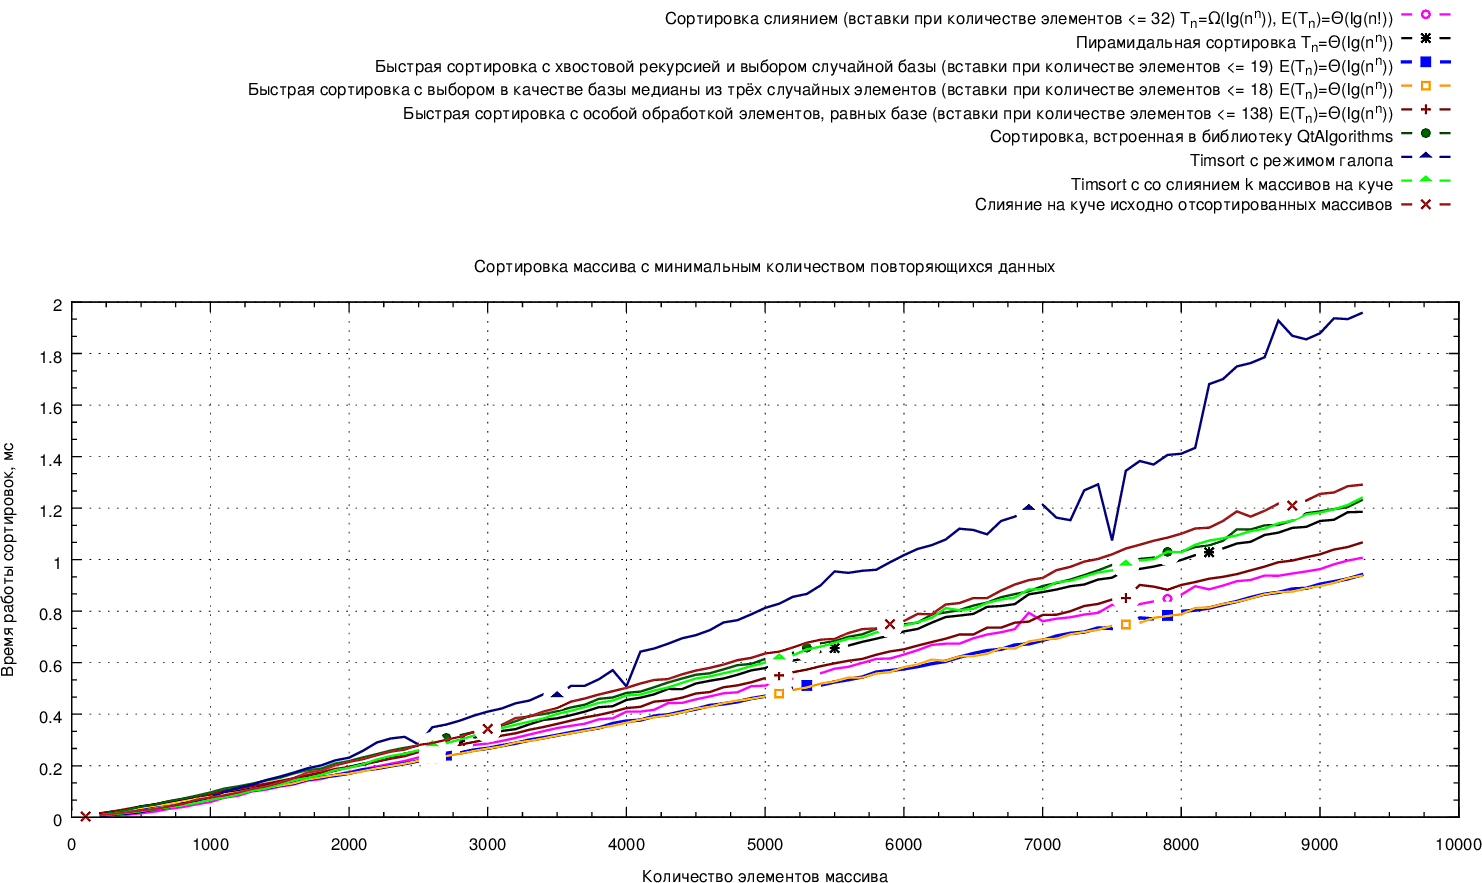 Сортировка слиянием (вставки при количестве элементов <= 32) Tn=Ω(lg(n^n)), E(Tn)=Θ(lg(n!))
Пирамидальная сортировка Tn=Θ(lg(n^n))
Быстрая сортировка с хвостовой рекурсией и выбором случайной базы (вставки при количестве элементов <= 19) E(Tn)=Θ(lg(n^n))
Быстрая сортировка с выбором в качестве базы медианы из трёх случайных элементов (вставки при количестве элементов <= 18) E(Tn)=Θ(lg(n^n))
Быстрая сортировка с особой обработкой элементов, равных базе (вставки при количестве элементов <= 138) E(Tn)=Θ(lg(n^n))
Сортировка, встроенная в библиотеку QtAlgorithms
Timsort с режимом галопа
Timsort с со слиянием k массивов на куче
Слияние на куче исходно отсортированных массивов
Сортировка массива с минимальным количеством повторяющихся данных
Время работы сортировок, мс
2
1.8
1.6
1.4
1.2
1
0.8
0.6
0.4
0.2
0
0 1000 2000 3000 4000 5000 6000 7000 8000 9000 10000
Количество элементов массива